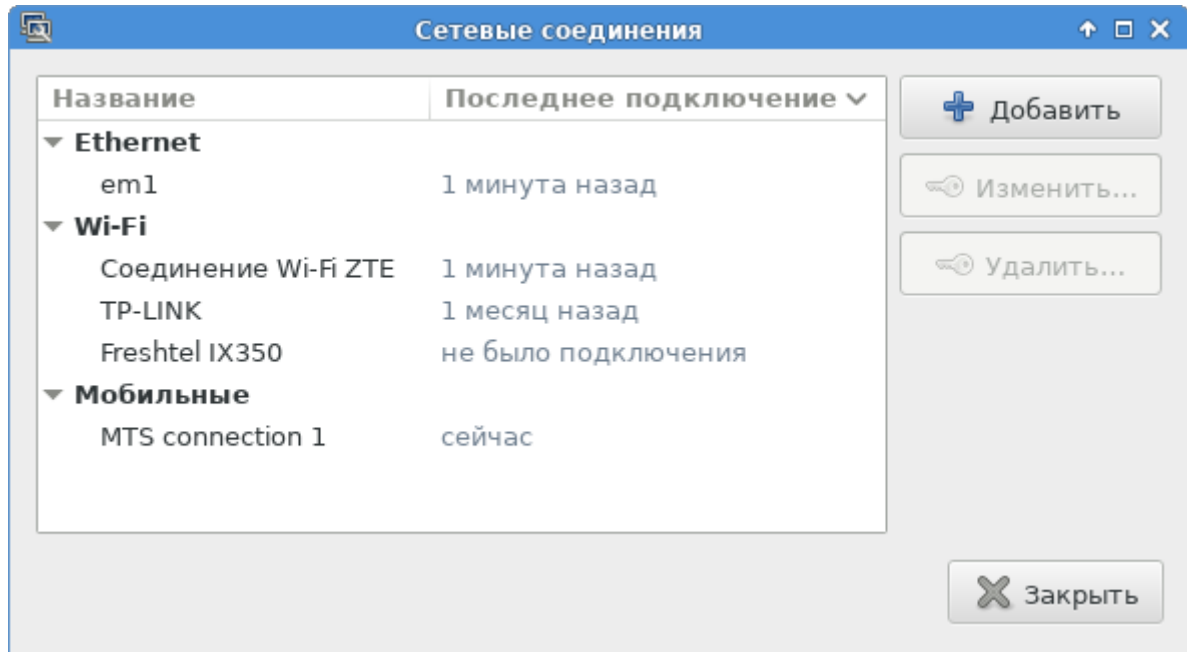 Сетевые соединения
Название Последнее подключение
Добавить
Ethernet
em1 1 минута назад
Изменить...
Wi-Fi
Соединение Wi-Fi ZTE 1 минута назад
Удалить...
TP-LINK 1 месяц назад
Freshtel IX350 не было подключения
Мобильные
MTS connection 1 сейчас
Закрыть